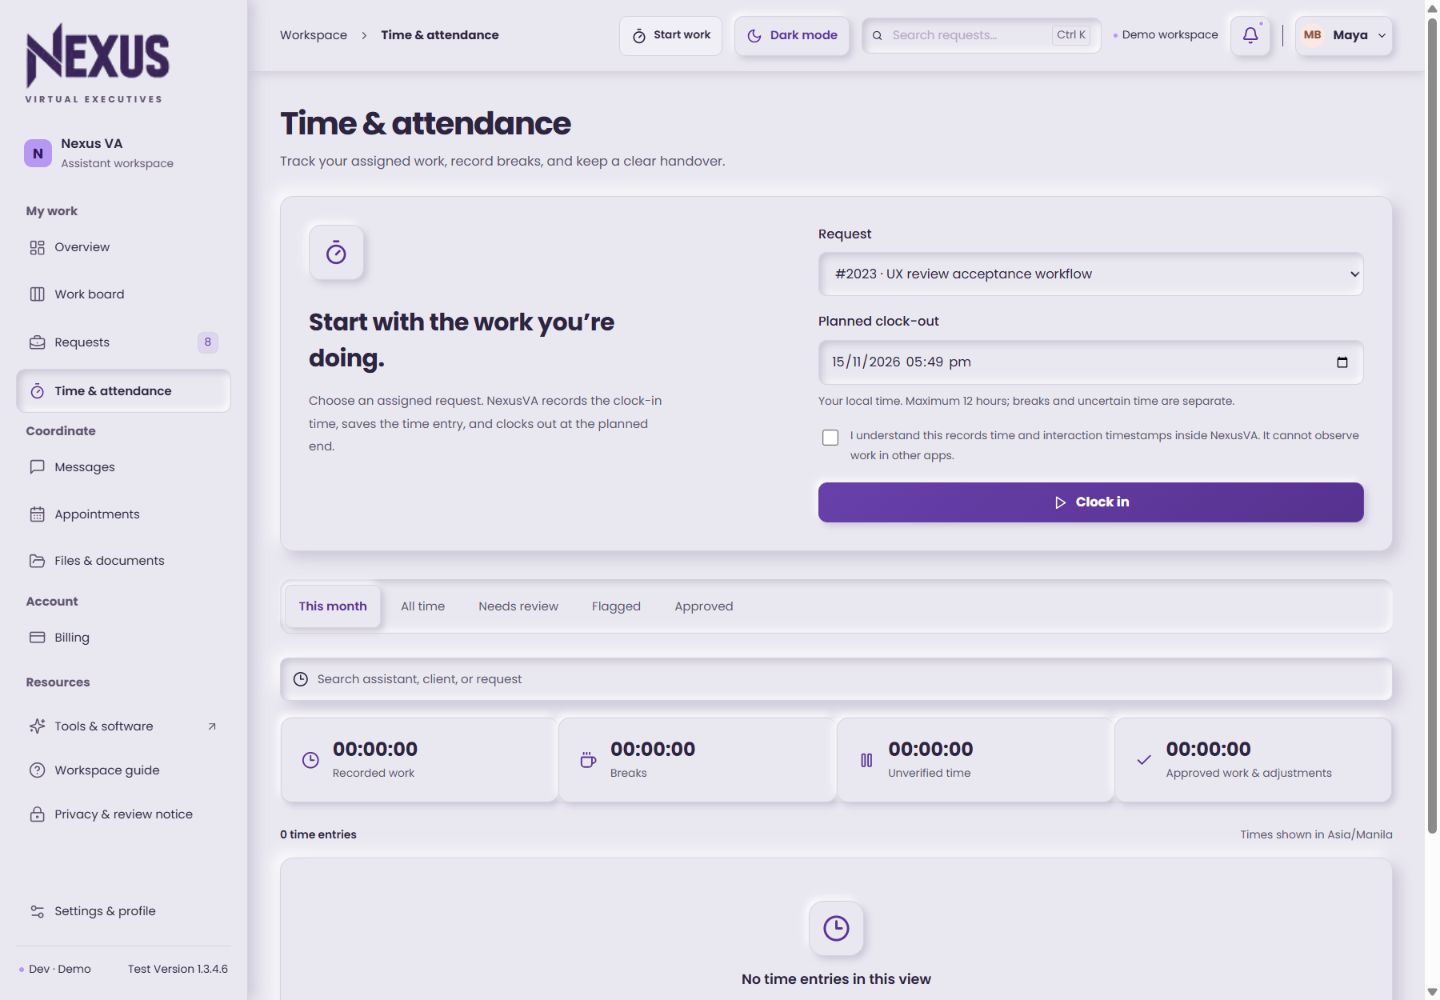 NEXUS
VIRTUAL EXECUTIVES
N
Nexus VA
Assistant workspace
My work
Overview
Work board
Requests 8
Time & attendance
Coordinate
Messages
Appointments
Files & documents
Account
Billing
Resources
Tools & software
Workspace guide
Privacy & review notice
Settings & profile
Dev · Demo Test Version 1.3.4.6
Workspace > Time & attendance
Start work
Dark mode
Search requests...
Ctrl K
Demo workspace
MB Maya
Time & attendance
Track your assigned work, record breaks, and keep a clear handover.
Start with the work you’re
doing.
Choose an assigned request. NexusVA records the clock-in
time, saves the time entry, and clocks out at the planned
end.
Request
#2023 · UX review acceptance workflow
Planned clock-out
15/11/2026 05:49 pm
Your local time. Maximum 12 hours; breaks and uncertain time are separate.
I understand this records time and interaction timestamps inside NexusVA. It cannot observe
work in other apps.
Clock in
This month All time Needs review Flagged Approved
Search assistant, client, or request
00:00:00
Recorded work
00:00:00
Breaks
00:00:00
Unverified time
00:00:00
Approved work & adjustments
0 time entries
Times shown in Asia/Manila
No time entries in this view